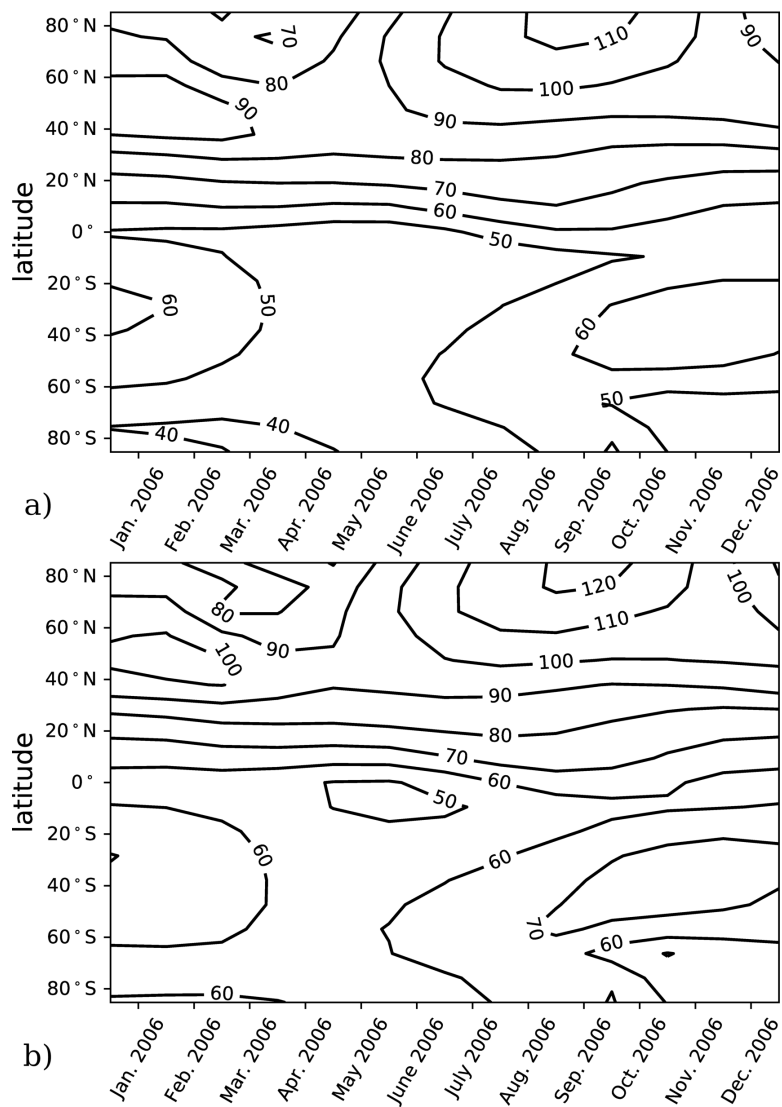 80°N
60°N
40°N
20°N
0°
20°S
40°S
60°S
80°S
latitude
70
110
90
80
100
90
90
80
70
60
50
60
50
60
50
40
40
Jan. 2006
Feb. 2006
Mar. 2006
Apr. 2006
May 2006
June 2006
July 2006
Aug. 2006
Sep. 2006
Oct. 2006
Nov. 2006
Dec. 2006
a)
80°N
60°N
40°N
20°N
0°
20°S
40°S
60°S
80°S
latitude
120
100
80
110
90
100
100
90
80
70
60
50
60
60
70
60
60
Jan. 2006
Feb. 2006
Mar. 2006
Apr. 2006
May 2006
June 2006
July 2006
Aug. 2006
Sep. 2006
Oct. 2006
Nov. 2006
Dec. 2006
b)